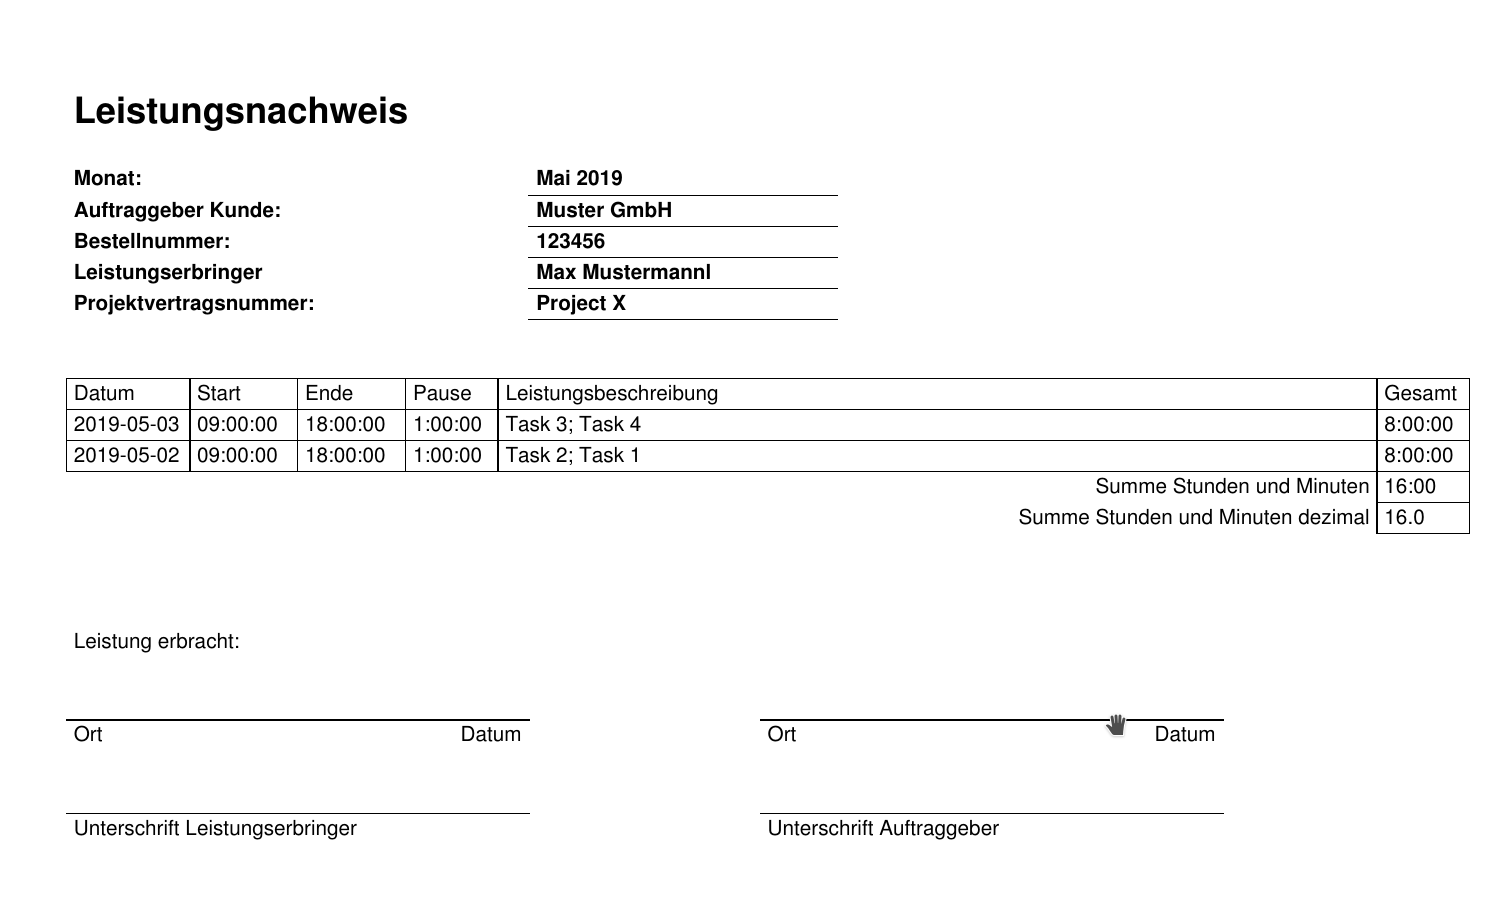 Leistungsnachweis
Monat: Mai 2019
Auftraggeber Kunde: Muster GmbH
Bestellnummer: 123456
Leistungserbringer Max Mustermannl
Projektvertragsnummer: Project X
Datum Start Ende Pause Leistungsbeschreibung Gesamt
2019-05-03 09:00:00 18:00:00 1:00:00 Task 3; Task 4 8:00:00
2019-05-02 09:00:00 18:00:00 1:00:00 Task 2; Task 1 8:00:00
Summe Stunden und Minuten 16:00
Summe Stunden und Minuten dezimal 16.0
Leistung erbracht:
Ort Datum Ort Datum
Unterschrift Leistungserbringer Unterschrift Auftraggeber